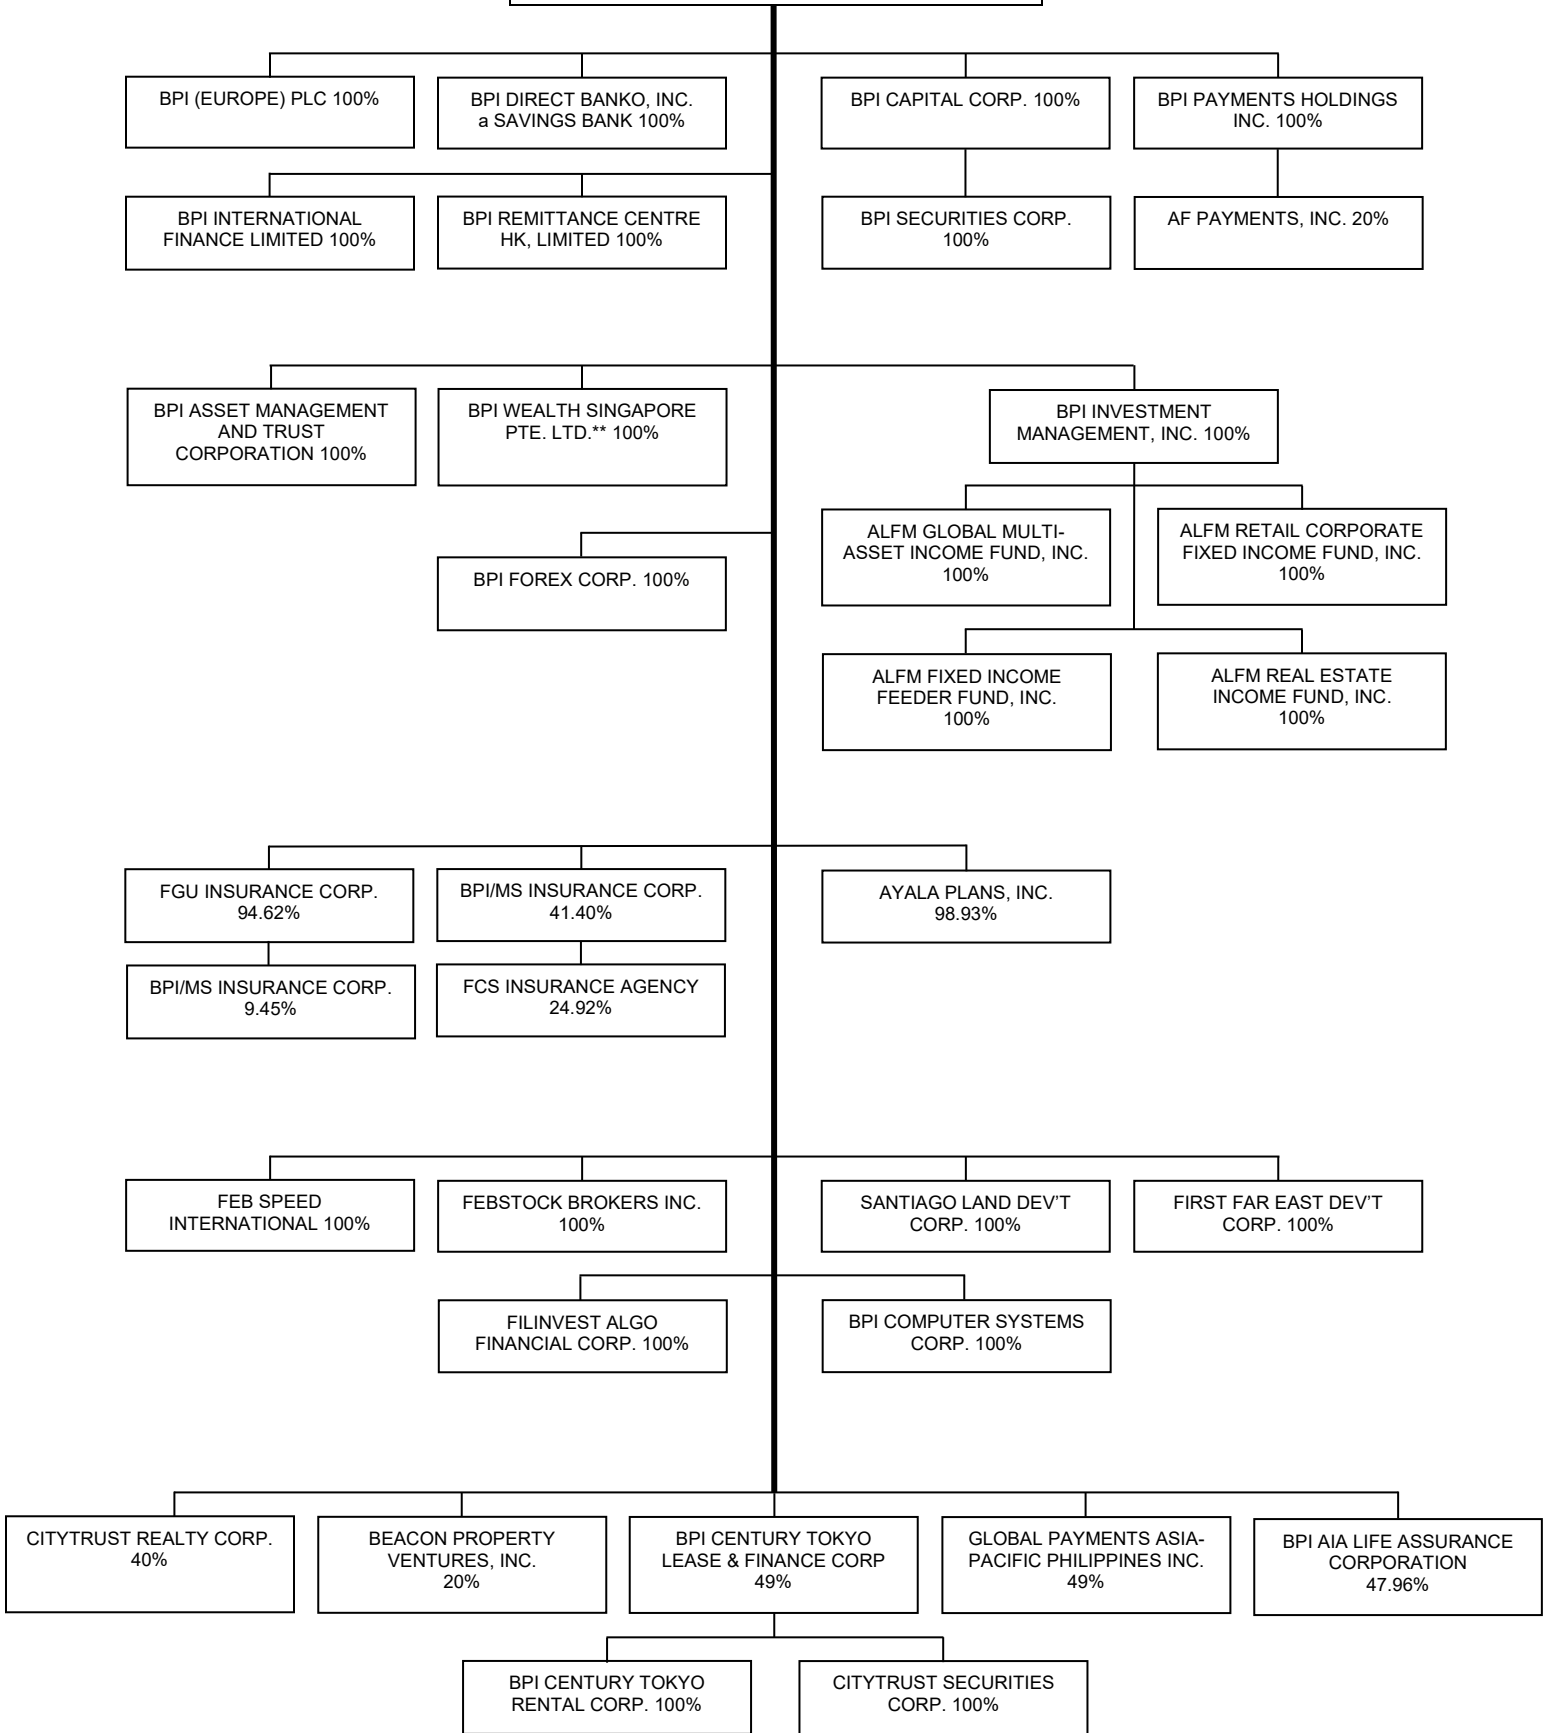 BPI (EUROPE) PLC 100%
BPI DIRECT BANKO, INC.
a SAVINGS BANK 100%
BPI CAPITAL CORP. 100%
BPI PAYMENTS HOLDINGS
INC. 100%
BPI INTERNATIONAL
FINANCE LIMITED 100%
BPI REMITTANCE CENTRE
HK, LIMITED 100%
BPI SECURITIES CORP.
100%
AF PAYMENTS, INC. 20%
BPI ASSET MANAGEMENT
AND TRUST
CORPORATION 100%
BPI WEALTH SINGAPORE
PTE. LTD.** 100%
BPI INVESTMENT
MANAGEMENT, INC. 100%
ALFM GLOBAL MULTI-
ASSET INCOME FUND, INC.
100%
ALFM RETAIL CORPORATE
FIXED INCOME FUND, INC.
100%
BPI FOREX CORP. 100%
ALFM FIXED INCOME
FEEDER FUND, INC.
100%
ALFM REAL ESTATE
INCOME FUND, INC.
100%
FGU INSURANCE CORP.
94.62%
BPI/MS INSURANCE CORP.
41.40%
AYALA PLANS, INC.
98.93%
BPI/MS INSURANCE CORP.
9.45%
FCS INSURANCE AGENCY
24.92%
FEB SPEED
INTERNATIONAL 100%
FEBSTOCK BROKERS INC.
100%
SANTIAGO LAND DEV’T
CORP. 100%
FIRST FAR EAST DEV’T
CORP. 100%
FILINVEST ALGO
FINANCIAL CORP. 100%
BPI COMPUTER SYSTEMS
CORP. 100%
CITYTRUST REALTY CORP.
40%
BEACON PROPERTY
VENTURES, INC.
20%
BPI CENTURY TOKYO
LEASE & FINANCE CORP
49%
GLOBAL PAYMENTS ASIA-
PACIFIC PHILIPPINES INC.
49%
BPI AIA LIFE ASSURANCE
CORPORATION
47.96%
BPI CENTURY TOKYO
RENTAL CORP. 100%
CITYTRUST SECURITIES
CORP. 100%